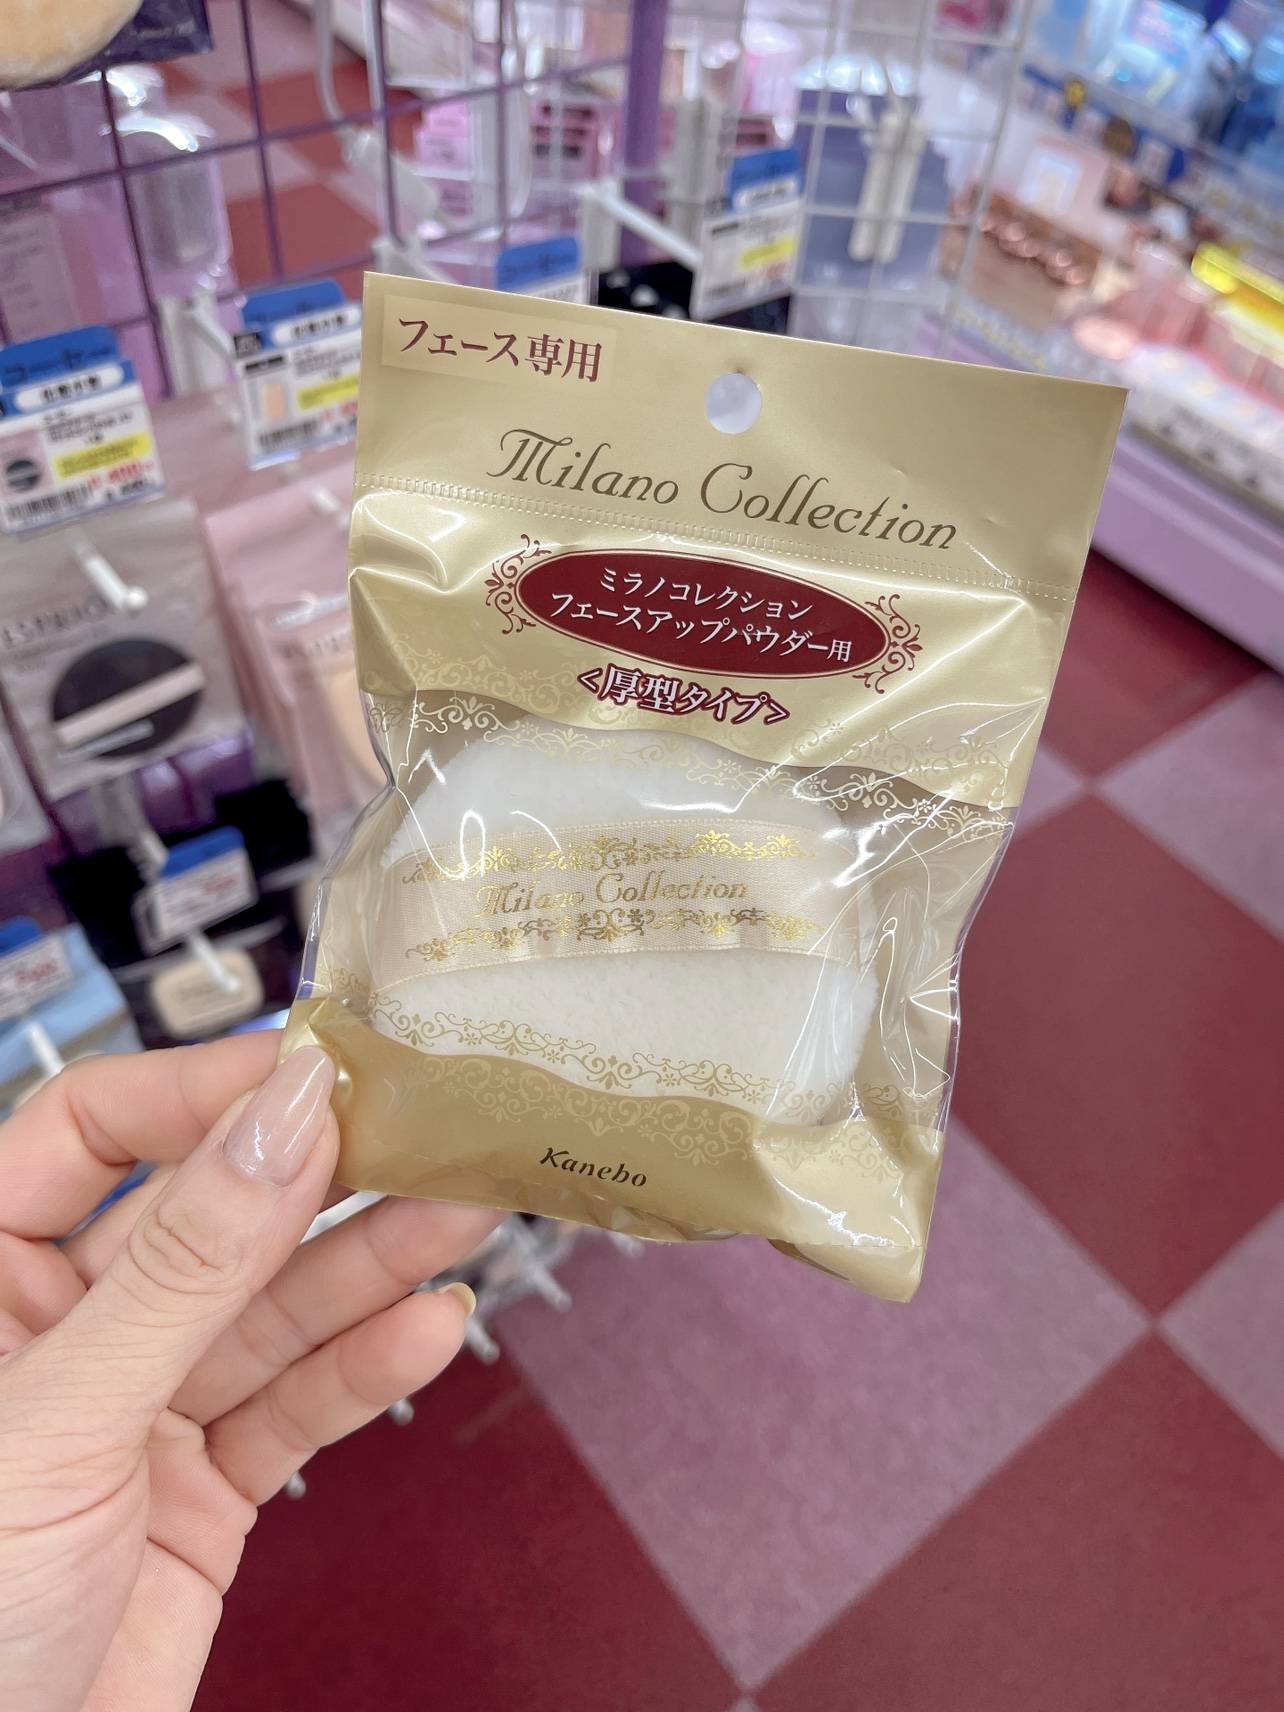 フェース専用
Milano Collection
ミラノコレクション
フェースアップパウダー用
<厚型タイプ>
Milano Collection
Kanebo